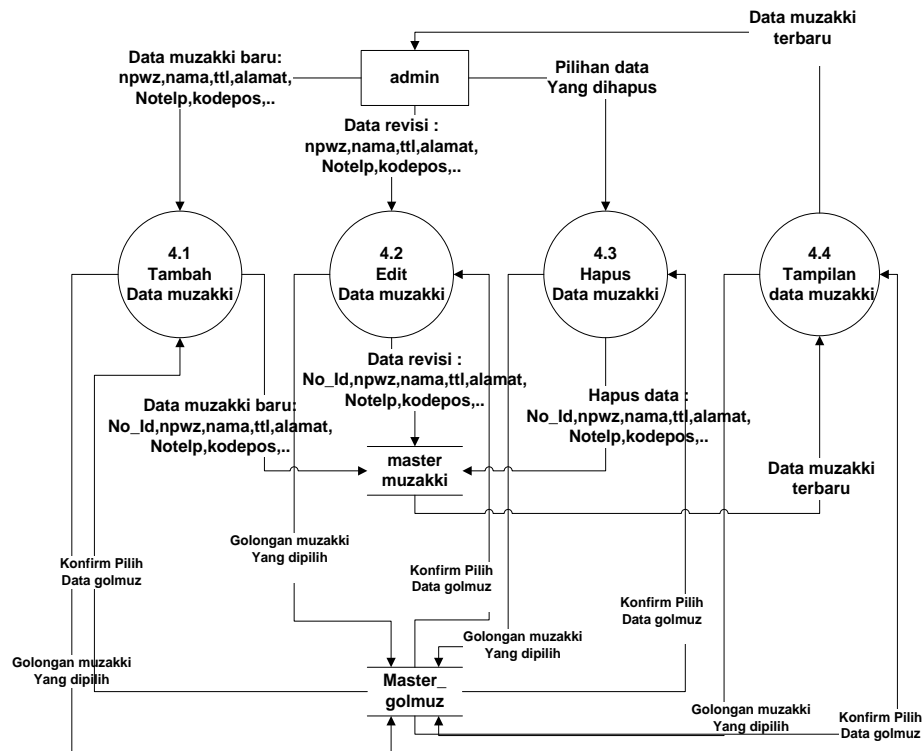 Data muzakki
terbaru
Data muzakki baru:
npwz,nama,ttl,alamat,
Notelp,kodepos,..
admin
Pilihan data
Yang dihapus
Data revisi :
npwz,nama,ttl,alamat,
Notelp,kodepos,..
4.1
Tambah
Data muzakki
4.2
Edit
Data muzakki
4.3
Hapus
Data muzakki
4.4
Tampilan
data muzakki
Data revisi :
No_Id,npwz,nama,ttl,alamat,
Notelp,kodepos,..
Data muzakki baru:
No_Id,npwz,nama,ttl,alamat,
Notelp,kodepos,..
Hapus data :
No_Id,npwz,nama,ttl,alamat,
Notelp,kodepos,..
master
muzakki
Data muzakki
terbaru
Golongan muzakki
Yang dipilih
Konfirm Pilih
Data golmuz
Konfirm Pilih
Data golmuz
Konfirm Pilih
Data golmuz
Golongan muzakki
Yang dipilih
Golongan muzakki
Yang dipilih
Master_
golmuz
Golongan muzakki
Yang dipilih
Konfirm Pilih
Data golmuz